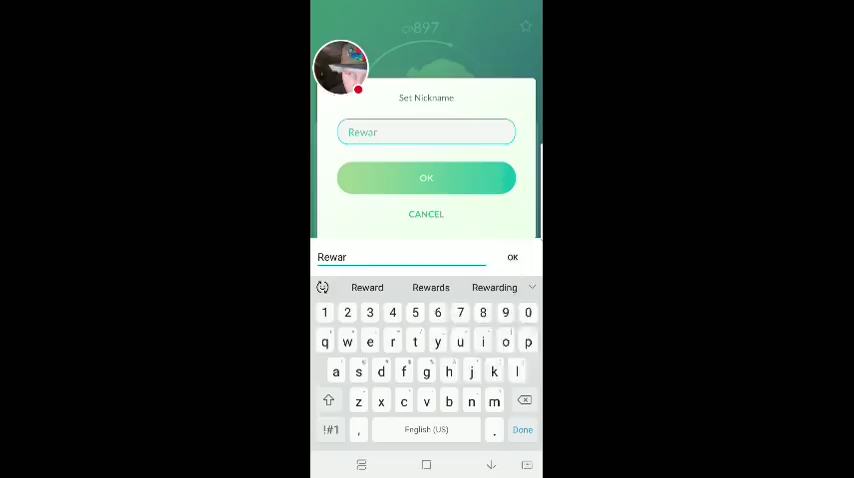 CP897
Set Nickname
Rewar
OK
CANCEL
Rewar OK
Reward Rewards Rewarding
1 2 3 4 5 6 7 8 9 0
q w e r t y u i o p
a s d f g h j k l
z x c v b n m
!#1 , English (US) . Done